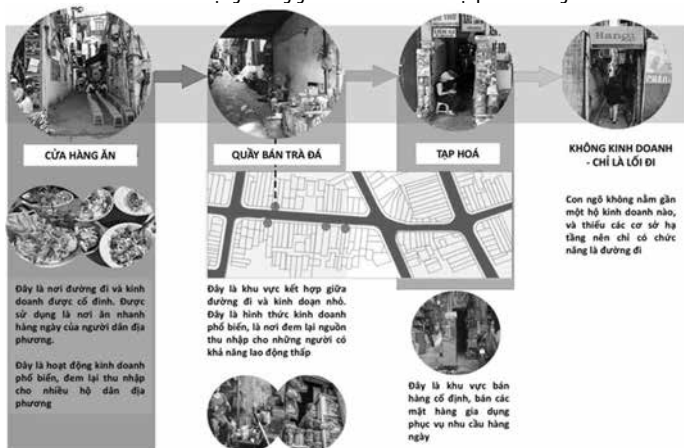 CỬA HÀNG ĂN
QUẦY BÁN TRÀ ĐÁ
TẠP HOÁ
KHÔNG KINH DOANH
- CHỈ LÀ LỐI ĐI
Đây là nơi đường đi và kinh
doanh được cố đinh. Được
sử dụng là nơi ăn nhanh
hàng ngày của người dân địa
phương.
Đây là hoạt động kinh doanh
phổ biến, đem lại thu nhập
cho nhiều hộ dân địa
phương
Đây là khu vực kết hợp giữa
đường đi và kinh doạn nhỏ.
Đây là hình thức kinh doanh
phổ biến, là nơi đem lại nguồn
thu nhập cho những người có
khả năng lao động thấp
Đây là khu vực bán
hàng cố định, bán các
mặt hàng gia dụng
phục vụ nhu cầu hàng
ngày
Con ngõ không nằm gần
một hộ kinh doanh nào,
và thiếu các cơ sở hạ
tầng nên chỉ có chức
năng là đường đi